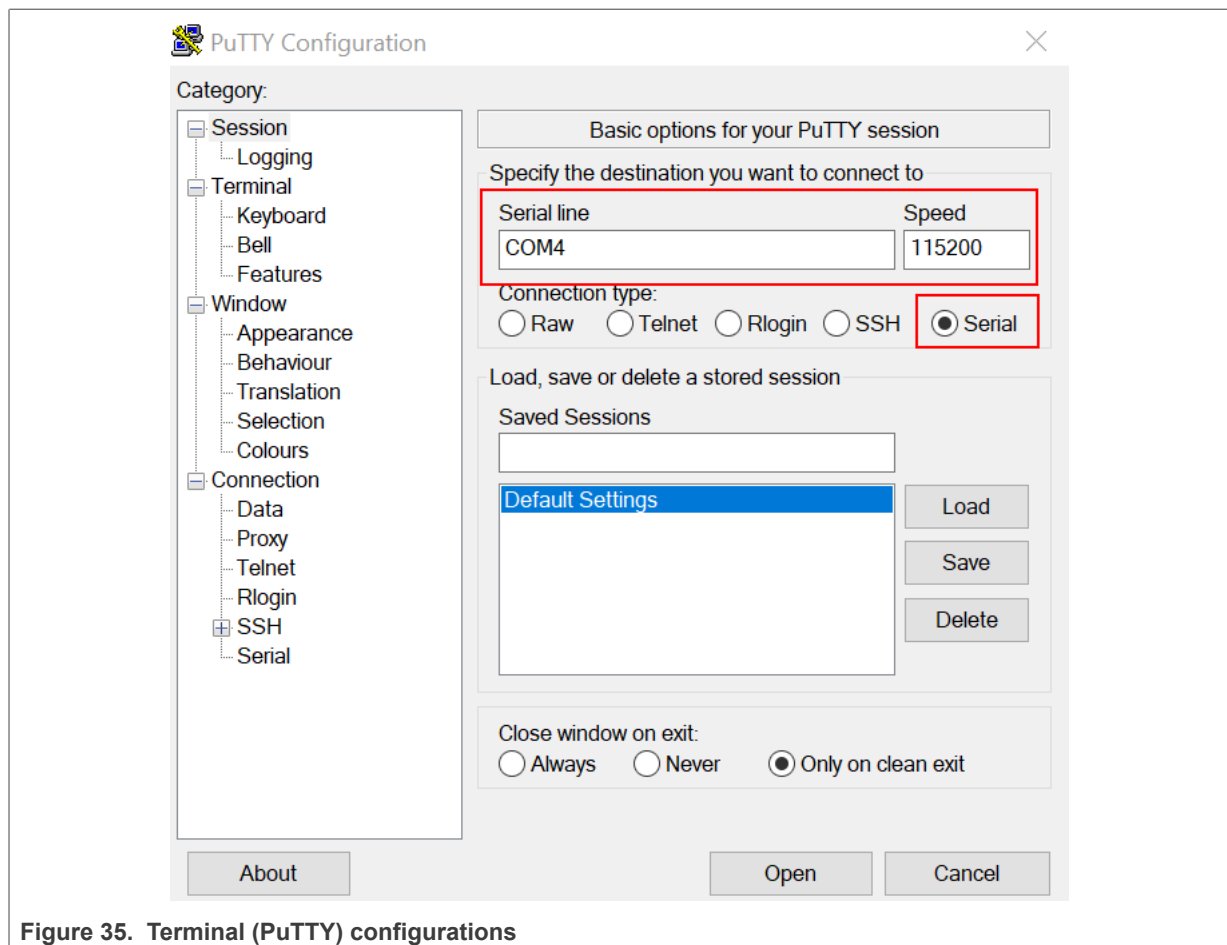 PuTTY Configuration
Category:
Session
Logging
Terminal
Keyboard
Bell
Features
Window
Appearance
Behaviour
Translation
Selection
Colours
Connection
Data
Proxy
Telnet
Rlogin
SSH
Serial
Basic options for your PuTTY session
Specify the destination you want to connect to
Serial line Speed
COM4 115200
Connection type:
Raw Telnet Rlogin SSH Serial
Load, save or delete a stored session
Saved Sessions
Default Settings
Load
Save
Delete
Close window on exit:
Always Never Only on clean exit
About Open Cancel
Figure 35. Terminal (PuTTY) configurations